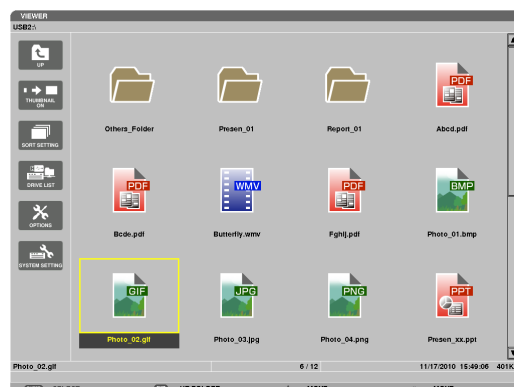 VIEWER
USB2:\
UP
THUMBNAIL
ON
SORT SETTING
DRIVE LIST
OPTIONS
SYSTEM SETTING
PDF
Others_Folder Presen_01 Report_01 Abcd.pdf
PDF WMV PDF BMP
Bcde.pdf Butterfly.wmv Fghij.pdf Photo_01.bmp
GIF JPG PNG PPT
Photo_02.gif Photo_03.jpg Photo_04.png Presen_xx.ppt
Photo_02.gif 6 / 12 11/17/2010 15:49:06 401K